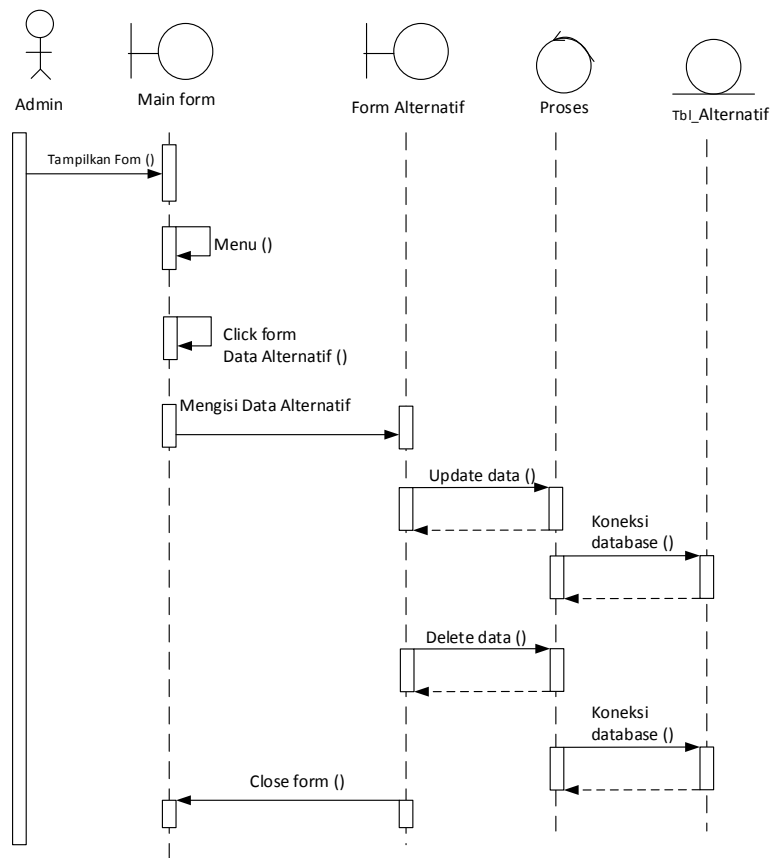 Admin
Main form
Form Alternatif
Proses
Tbl_Alternatif
Tampilkan Fom ()
Menu ()
Click form
Data Alternatif ()
Mengisi Data Alternatif
Update data ()
Koneksi
database ()
Delete data ()
Koneksi
database ()
Close form ()